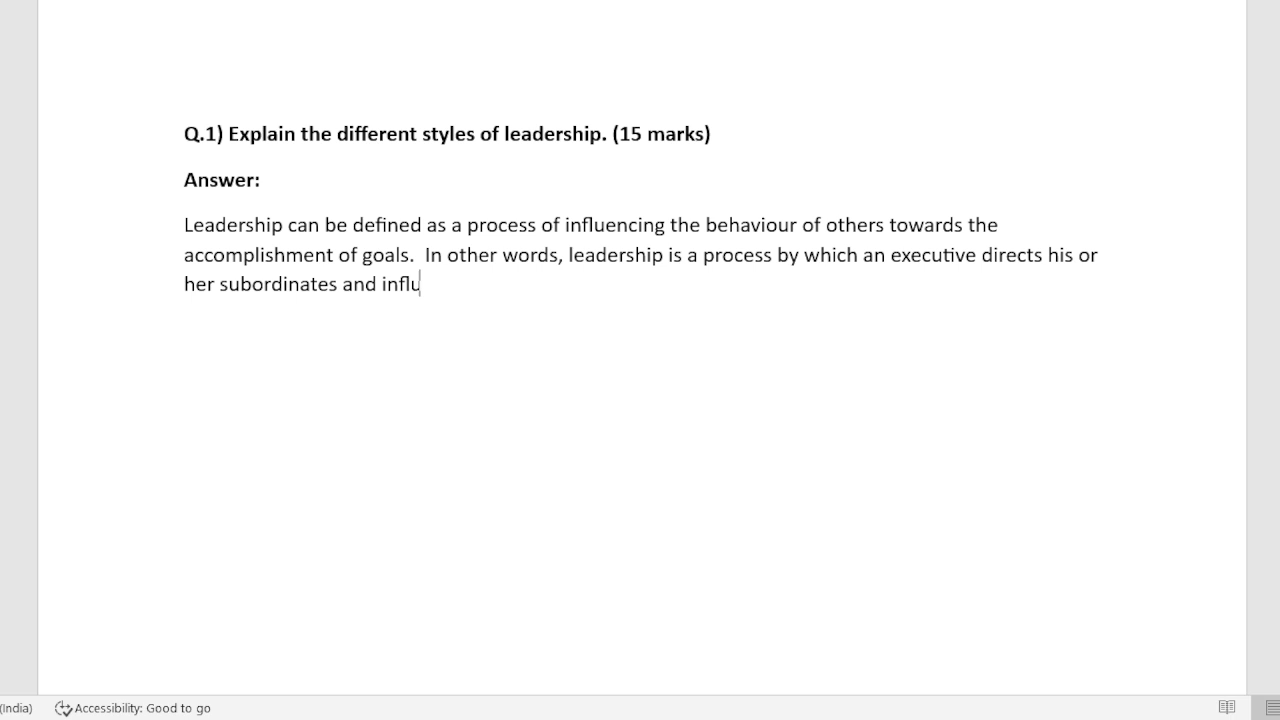 Q.1) Explain the different styles of leadership. (15 marks)
Answer:
Leadership can be defined as a process of influencing the behaviour of others towards the
accomplishment of goals.  In other words, leadership is a process by which an executive directs his or
her subordinates and influ
(India) Accessibility: Good to go